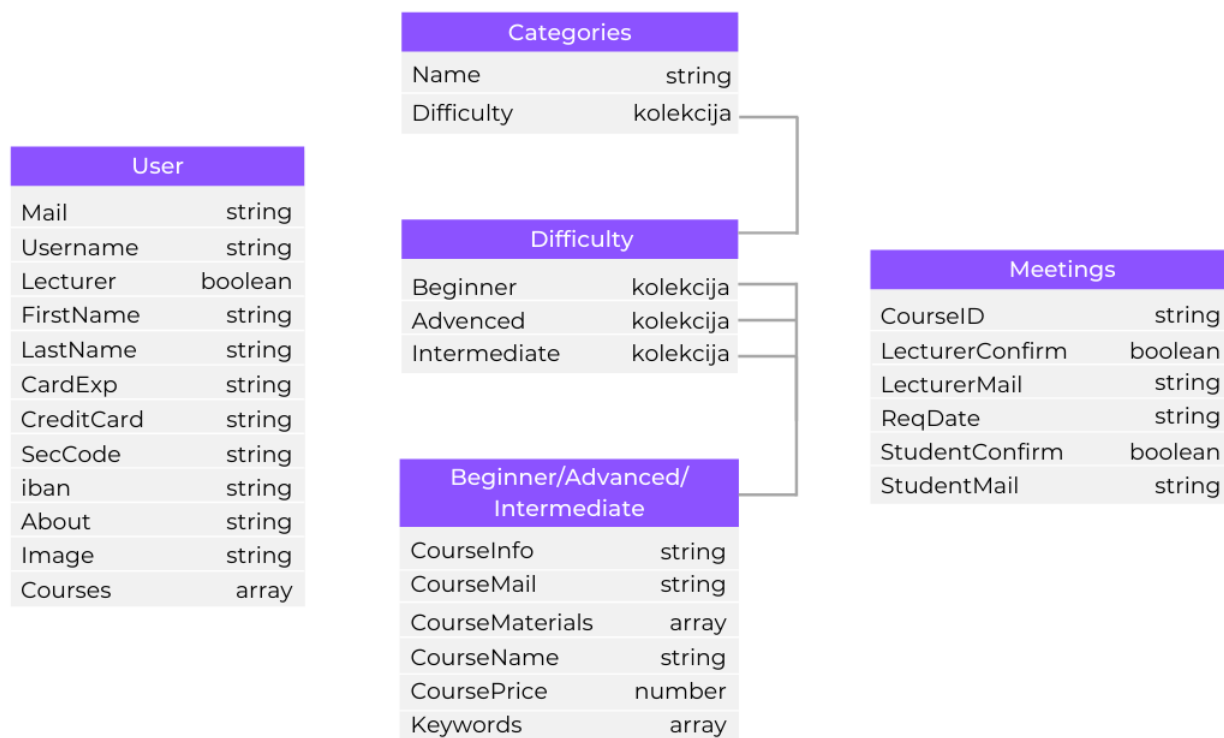 Categories
Name string
Difficulty kolekcija
User
Mail string
Username string
Lecturer boolean
FirstName string
LastName string
CardExp string
CreditCard string
SecCode string
iban string
About string
Image string
Courses array
Difficulty
Beginner kolekcija
Advenced kolekcija
Intermediate kolekcija
Beginner/Advanced/
Intermediate
CourseInfo string
CourseMail string
CourseMaterials array
CourseName string
CoursePrice number
Keywords array
Meetings
CourseID string
LecturerConfirm boolean
LecturerMail string
ReqDate string
StudentConfirm boolean
StudentMail string